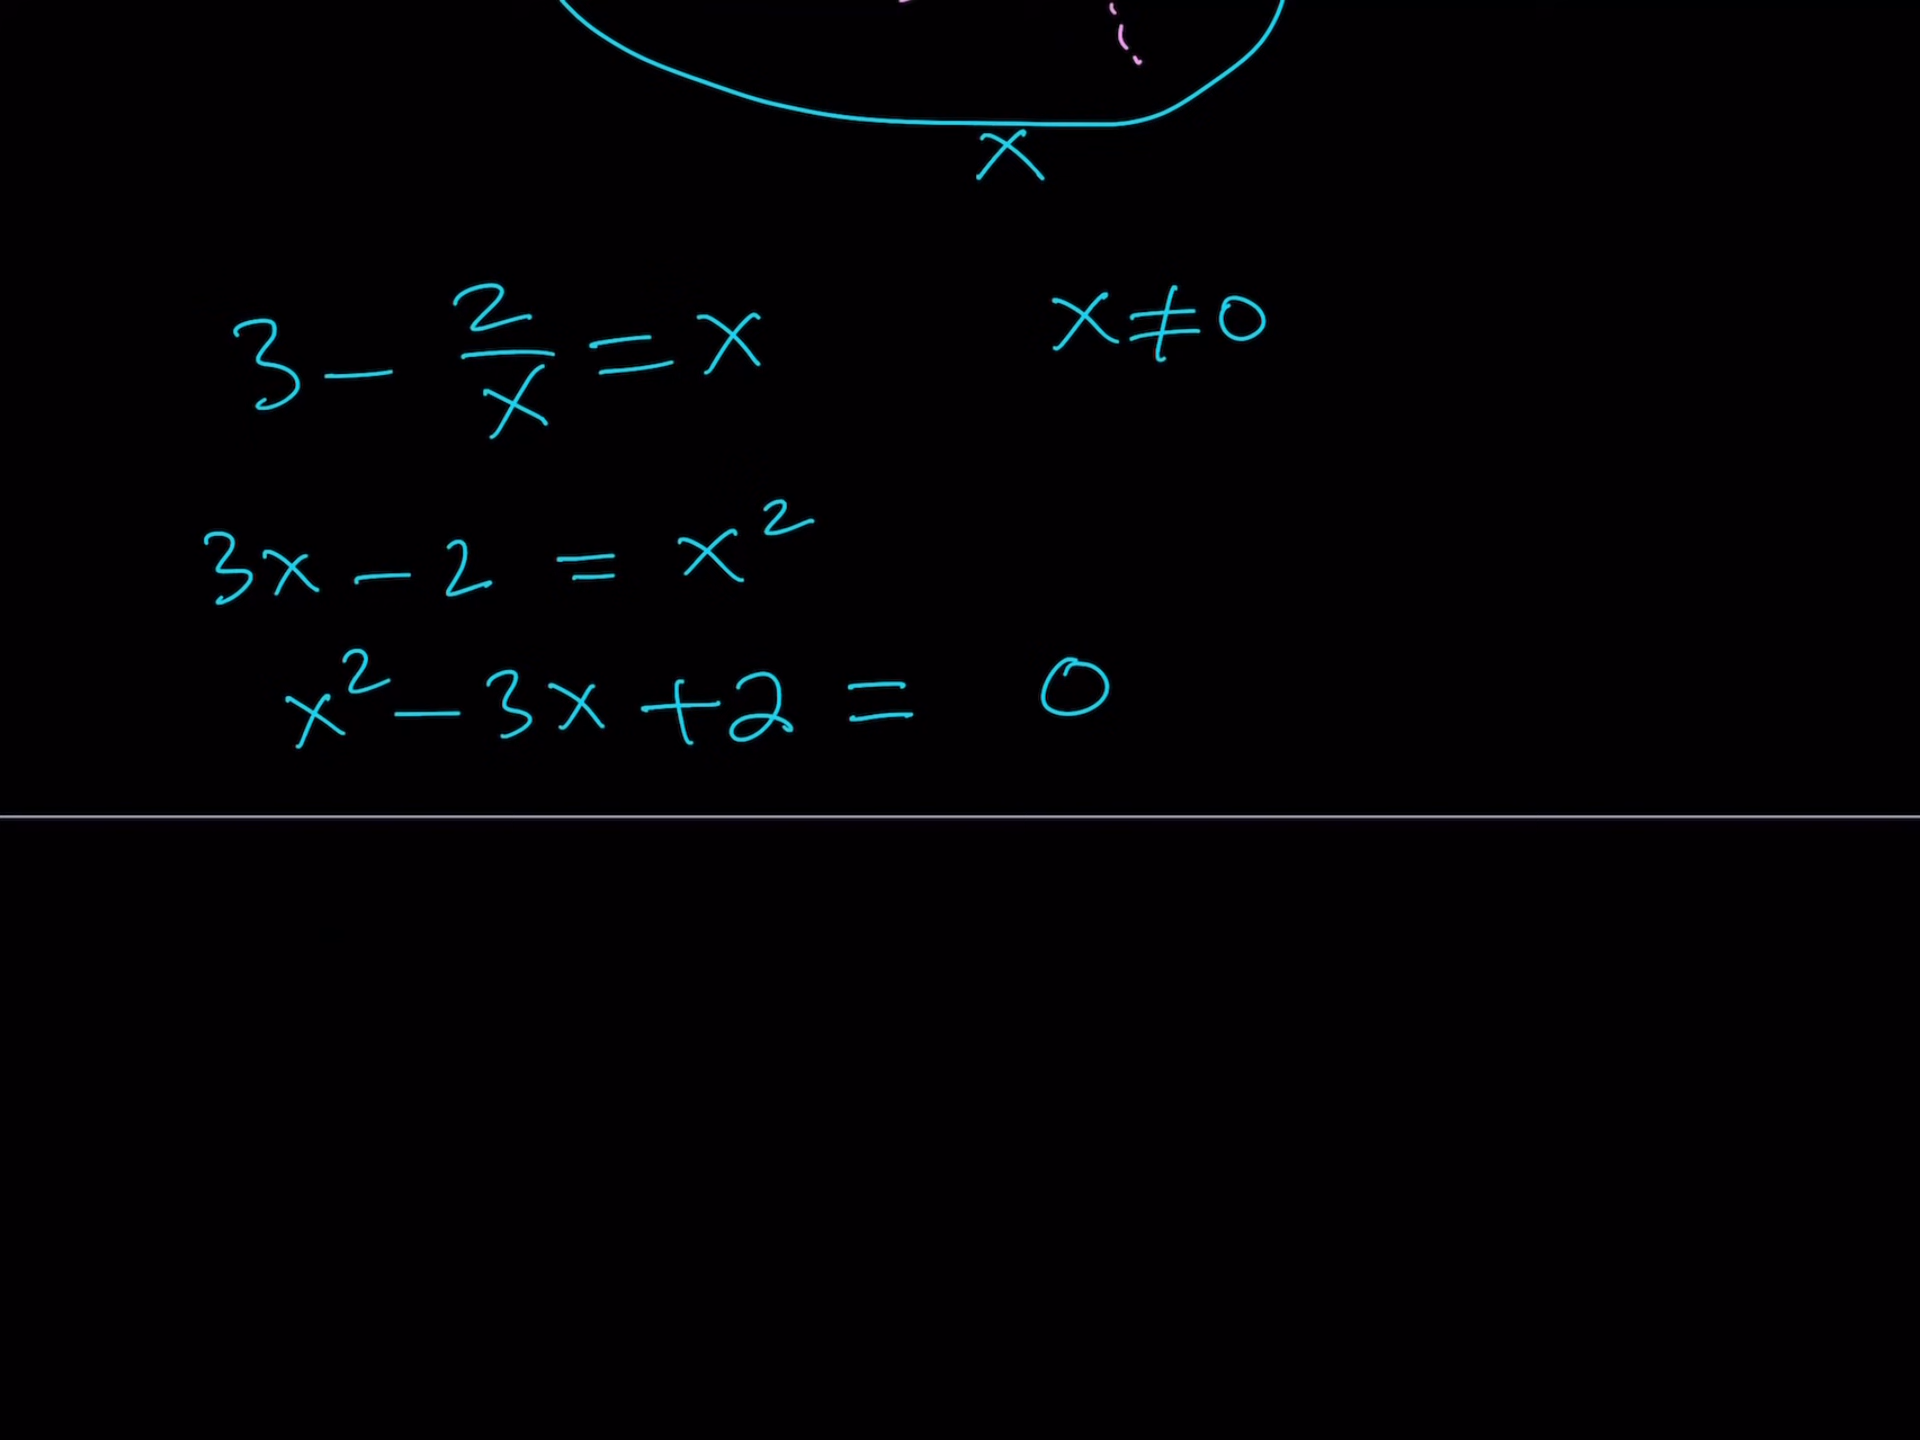 x
3 - 2/x = x    x ≠ 0
3x - 2 = x²
x² - 3x + 2 = 0